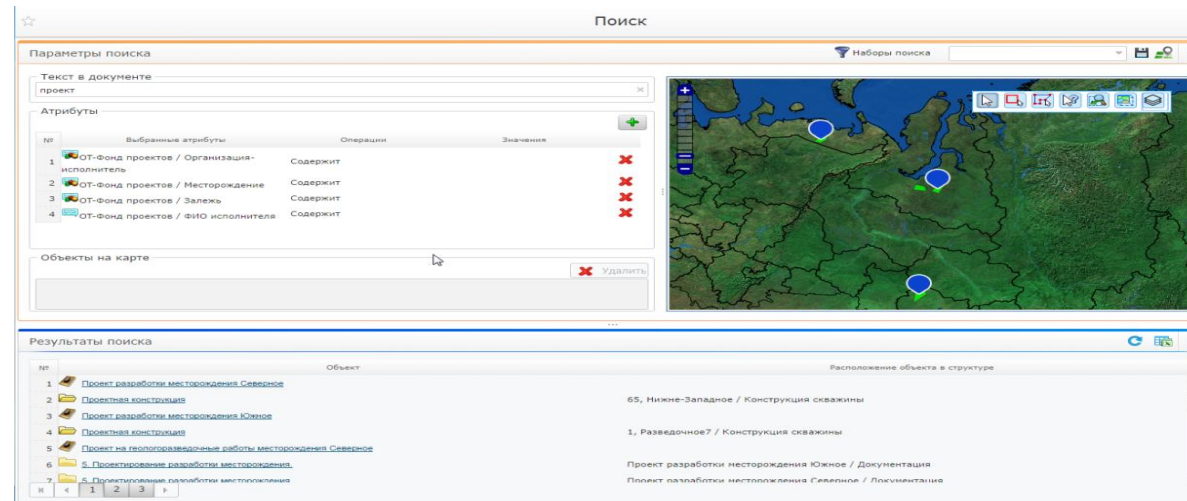 Поиск
Параметры поиска
Наборы поиска
Текст в документе
проект
Атрибуты
№ Выбранные атрибуты Операции Значения
1 ОТ-Фонд проектов / Организация- Содержит
исполнитель
2 ОТ-Фонд проектов / Месторождение Содержит
3 ОТ-Фонд проектов / Залежь Содержит
4 ОТ-Фонд проектов / ФИО исполнителя Содержит
Объекты на карте
Удалить
Результаты поиска
№ Объект Расположение объекта в структуре
1 Проект разработки месторождения Северное
2 Проектная конструкция 65, Нижне-Западное / Конструкция скважины
3 Проект разработки месторождения Южное
4 Проектная конструкция 1, Разведочное7 / Конструкция скважины
5 Проект на геологоразведочные работы месторождения Северное
6 5. Проектирование разработки месторождения. Проект разработки месторождения Южное / Документация
7 5. Проектирование разработки месторождения Проект разработки месторождения Северное / Документация
1 2 3